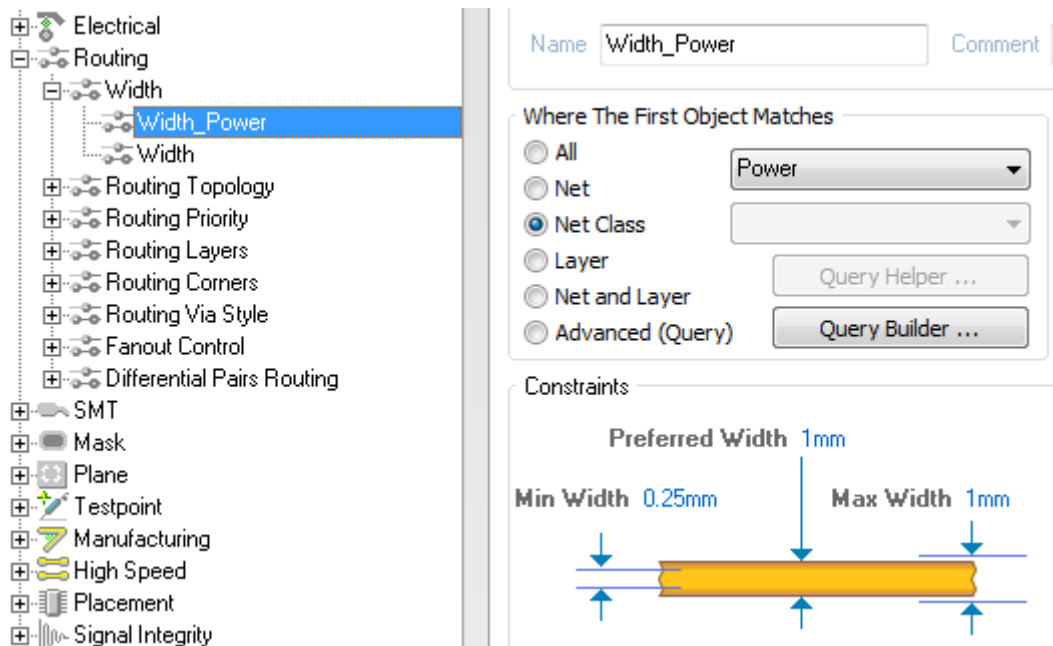 Electrical
Routing
Width
Width_Power
Width
Routing Topology
Routing Priority
Routing Layers
Routing Corners
Routing Via Style
Fanout Control
Differential Pairs Routing
SMT
Mask
Plane
Testpoint
Manufacturing
High Speed
Placement
Signal Integrity
Name Width_Power Comment
Where The First Object Matches
All
Power
Net
Net Class
Layer
Query Helper ...
Net and Layer
Advanced (Query) Query Builder ...
Constraints
Preferred Width 1mm
Min Width 0.25mm Max Width 1mm